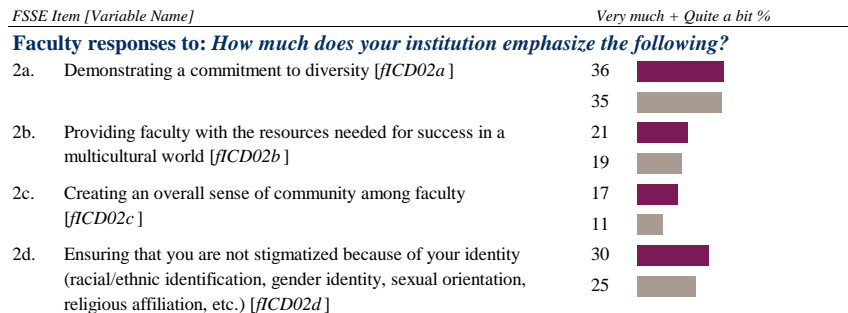 FSSE Item [Variable Name] Very much + Quite a bit %
Faculty responses to: How much does your institution emphasize the following?
2a. Demonstrating a commitment to diversity [fICD02a ] 36
35
2b. Providing faculty with the resources needed for success in a 21
multicultural world [fICD02b ] 19
2c. Creating an overall sense of community among faculty 17
[fICD02c ] 11
2d. Ensuring that you are not stigmatized because of your identity 30
(racial/ethnic identification, gender identity, sexual orientation, 25
religious affiliation, etc.) [fICD02d ]